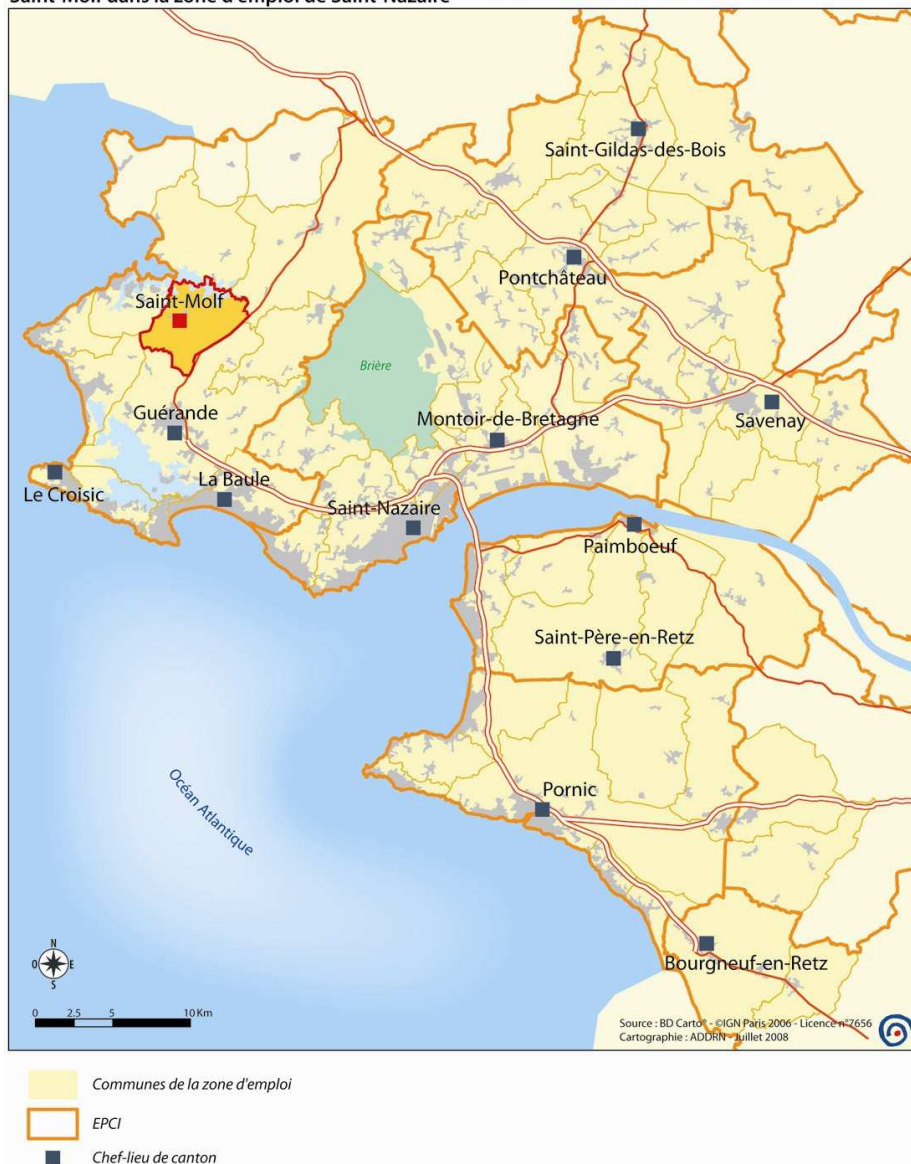 Saint-Molf dans la zone d'emploi de Saint-Nazaire
Saint-Gildas-des-Bois
Pontchâteau
Saint-Molf
Brière
Guérande
Montoir-de-Bretagne
Savenay
Le Croisic
La Baule
Saint-Nazaire
Paimboeuf
Saint-Père-en-Retz
Océan Atlantique
Pornic
Bourgneuf-en-Retz
N
O E
S
0 2.5 5 10 Km
Source : BD Carto® - ©IGN Paris 2006 - Licence n°7656
Cartographie : ADDRN - Juillet 2008
Communes de la zone d'emploi
EPCI
Chef-lieu de canton